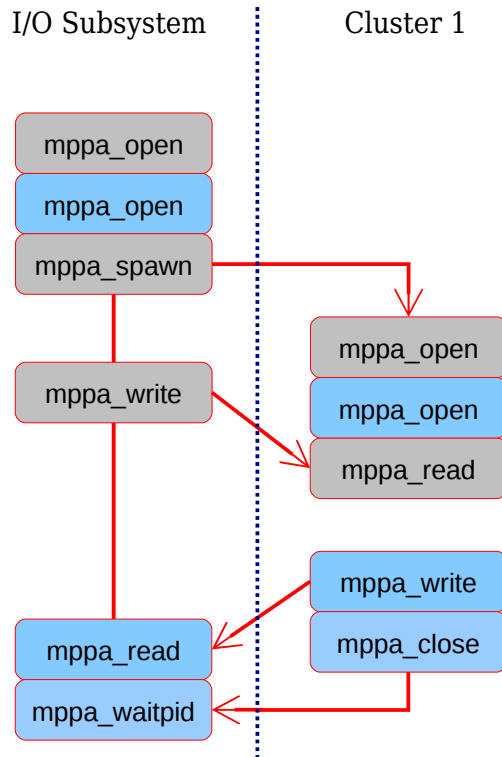 I/O Subsystem
Cluster 1
mppa_open
mppa_open
mppa_spawn
mppa_open
mppa_write
mppa_open
mppa_read
mppa_write
mppa_read
mppa_close
mppa_waitpid